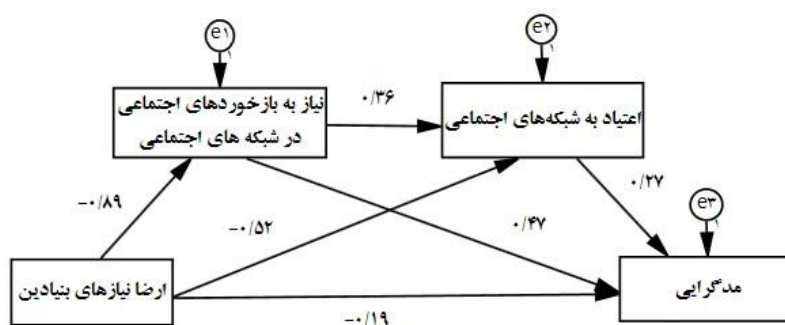 e۱
۱
e۲
۱
نیاز به بازخوردهای اجتماعی
در شبکه های اجتماعی
۰/۳۶
اعتیاد به شبکه‌های اجتماعی
-۰/۸۹
-۰/۵۲
۰/۴۷
۰/۲۷
e۳
۱
ارضا نیازهای بنیادین
مدگرایی
-۰/۱۹